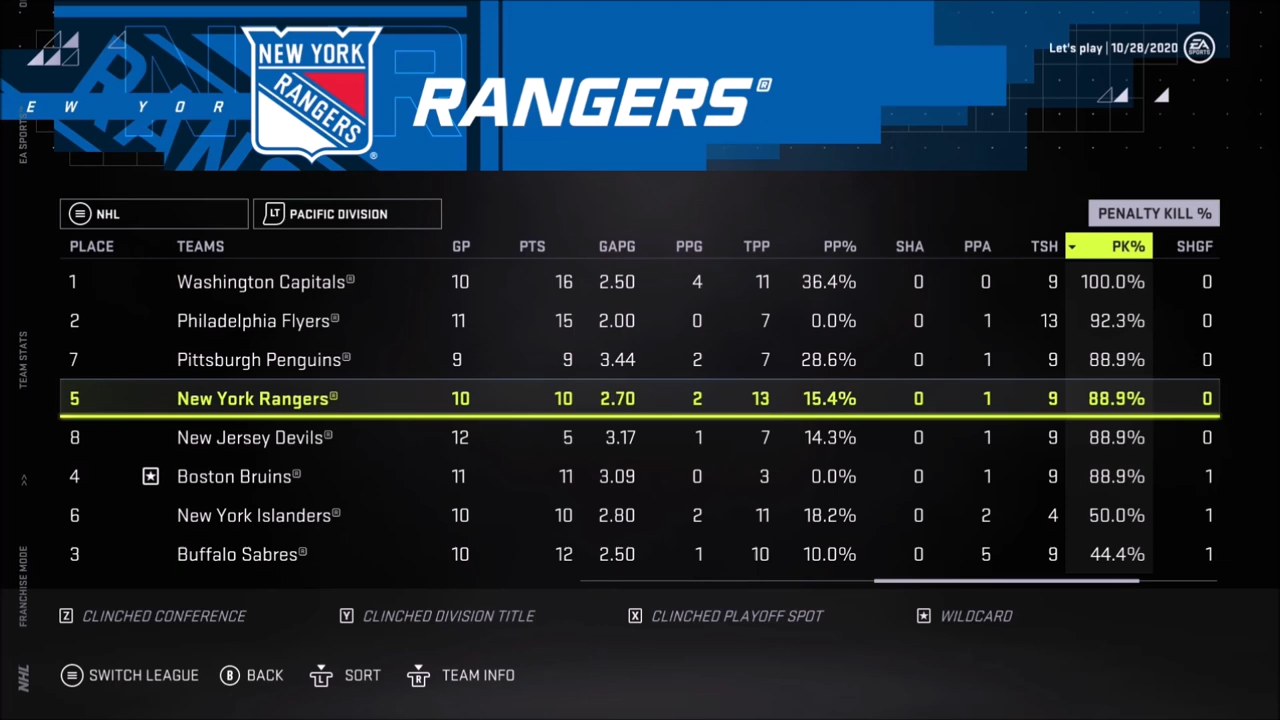 NEW YORK
RANGERS
®
RANGERS®
Let's play | 10/28/2020
EA SPORTS
E W Y O R
NHL
LT PACIFIC DIVISION
PENALTY KILL %
PLACE TEAMS GP PTS GAPG PPG TPP PP% SHA PPA TSH PK% SHGF
1 Washington Capitals® 10 16 2.50 4 11 36.4% 0 0 9 100.0% 0
2 Philadelphia Flyers® 11 15 2.00 0 7 0.0% 0 1 13 92.3% 0
7 Pittsburgh Penguins® 9 9 3.44 2 7 28.6% 0 1 9 88.9% 0
5 New York Rangers® 10 10 2.70 2 13 15.4% 0 1 9 88.9% 0
8 New Jersey Devils® 12 5 3.17 1 7 14.3% 0 1 9 88.9% 0
4 Boston Bruins® 11 11 3.09 0 3 0.0% 0 1 9 88.9% 1
6 New York Islanders® 10 10 2.80 2 11 18.2% 0 2 4 50.0% 1
3 Buffalo Sabres® 10 12 2.50 1 10 10.0% 0 5 9 44.4% 1
Z CLINCHED CONFERENCE Y CLINCHED DIVISION TITLE X CLINCHED PLAYOFF SPOT WILDCARD
SWITCH LEAGUE B BACK L SORT R TEAM INFO
EA SPORTS
TEAM STATS
>>
FRANCHISE MODE
NHL